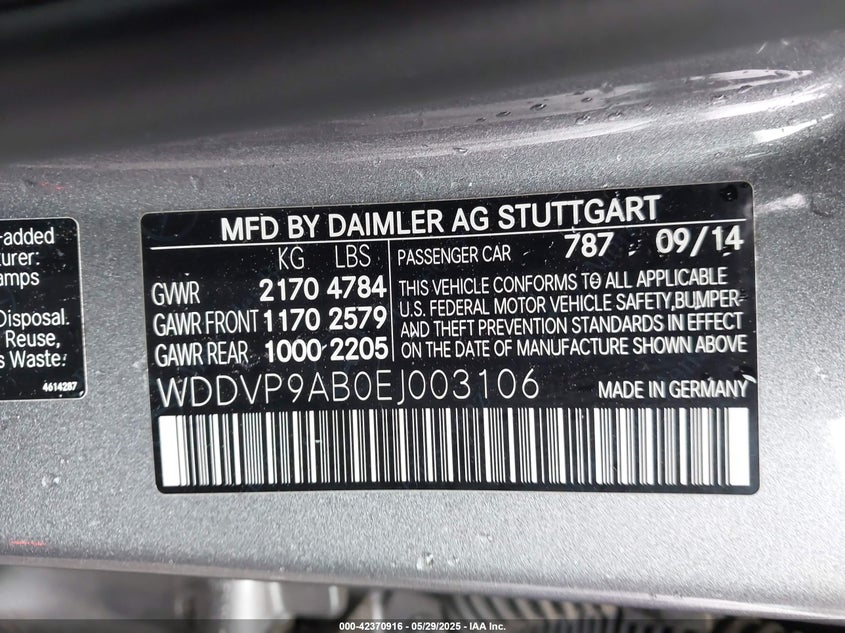 -added
urer:
amps
Disposal.
Reuse,
s Waste.
4614287
MFD BY DAIMLER AG STUTTGART
KG LBS
GVWR 2170 4784
GAWR FRONT 1170 2579
GAWR REAR 1000 2205
PASSENGER CAR 787 09/14
THIS VEHICLE CONFORMS TO ALL APPLICABLE
U.S. FEDERAL MOTOR VEHICLE SAFETY,BUMPER-
AND THEFT PREVENTION STANDARDS IN EFFECT
ON THE DATE OF MANUFACTURE SHOWN ABOVE
WDDVP9AB0EJ003106 MADE IN GERMANY
000-42370916 - 05/29/2025 - IAA Inc.